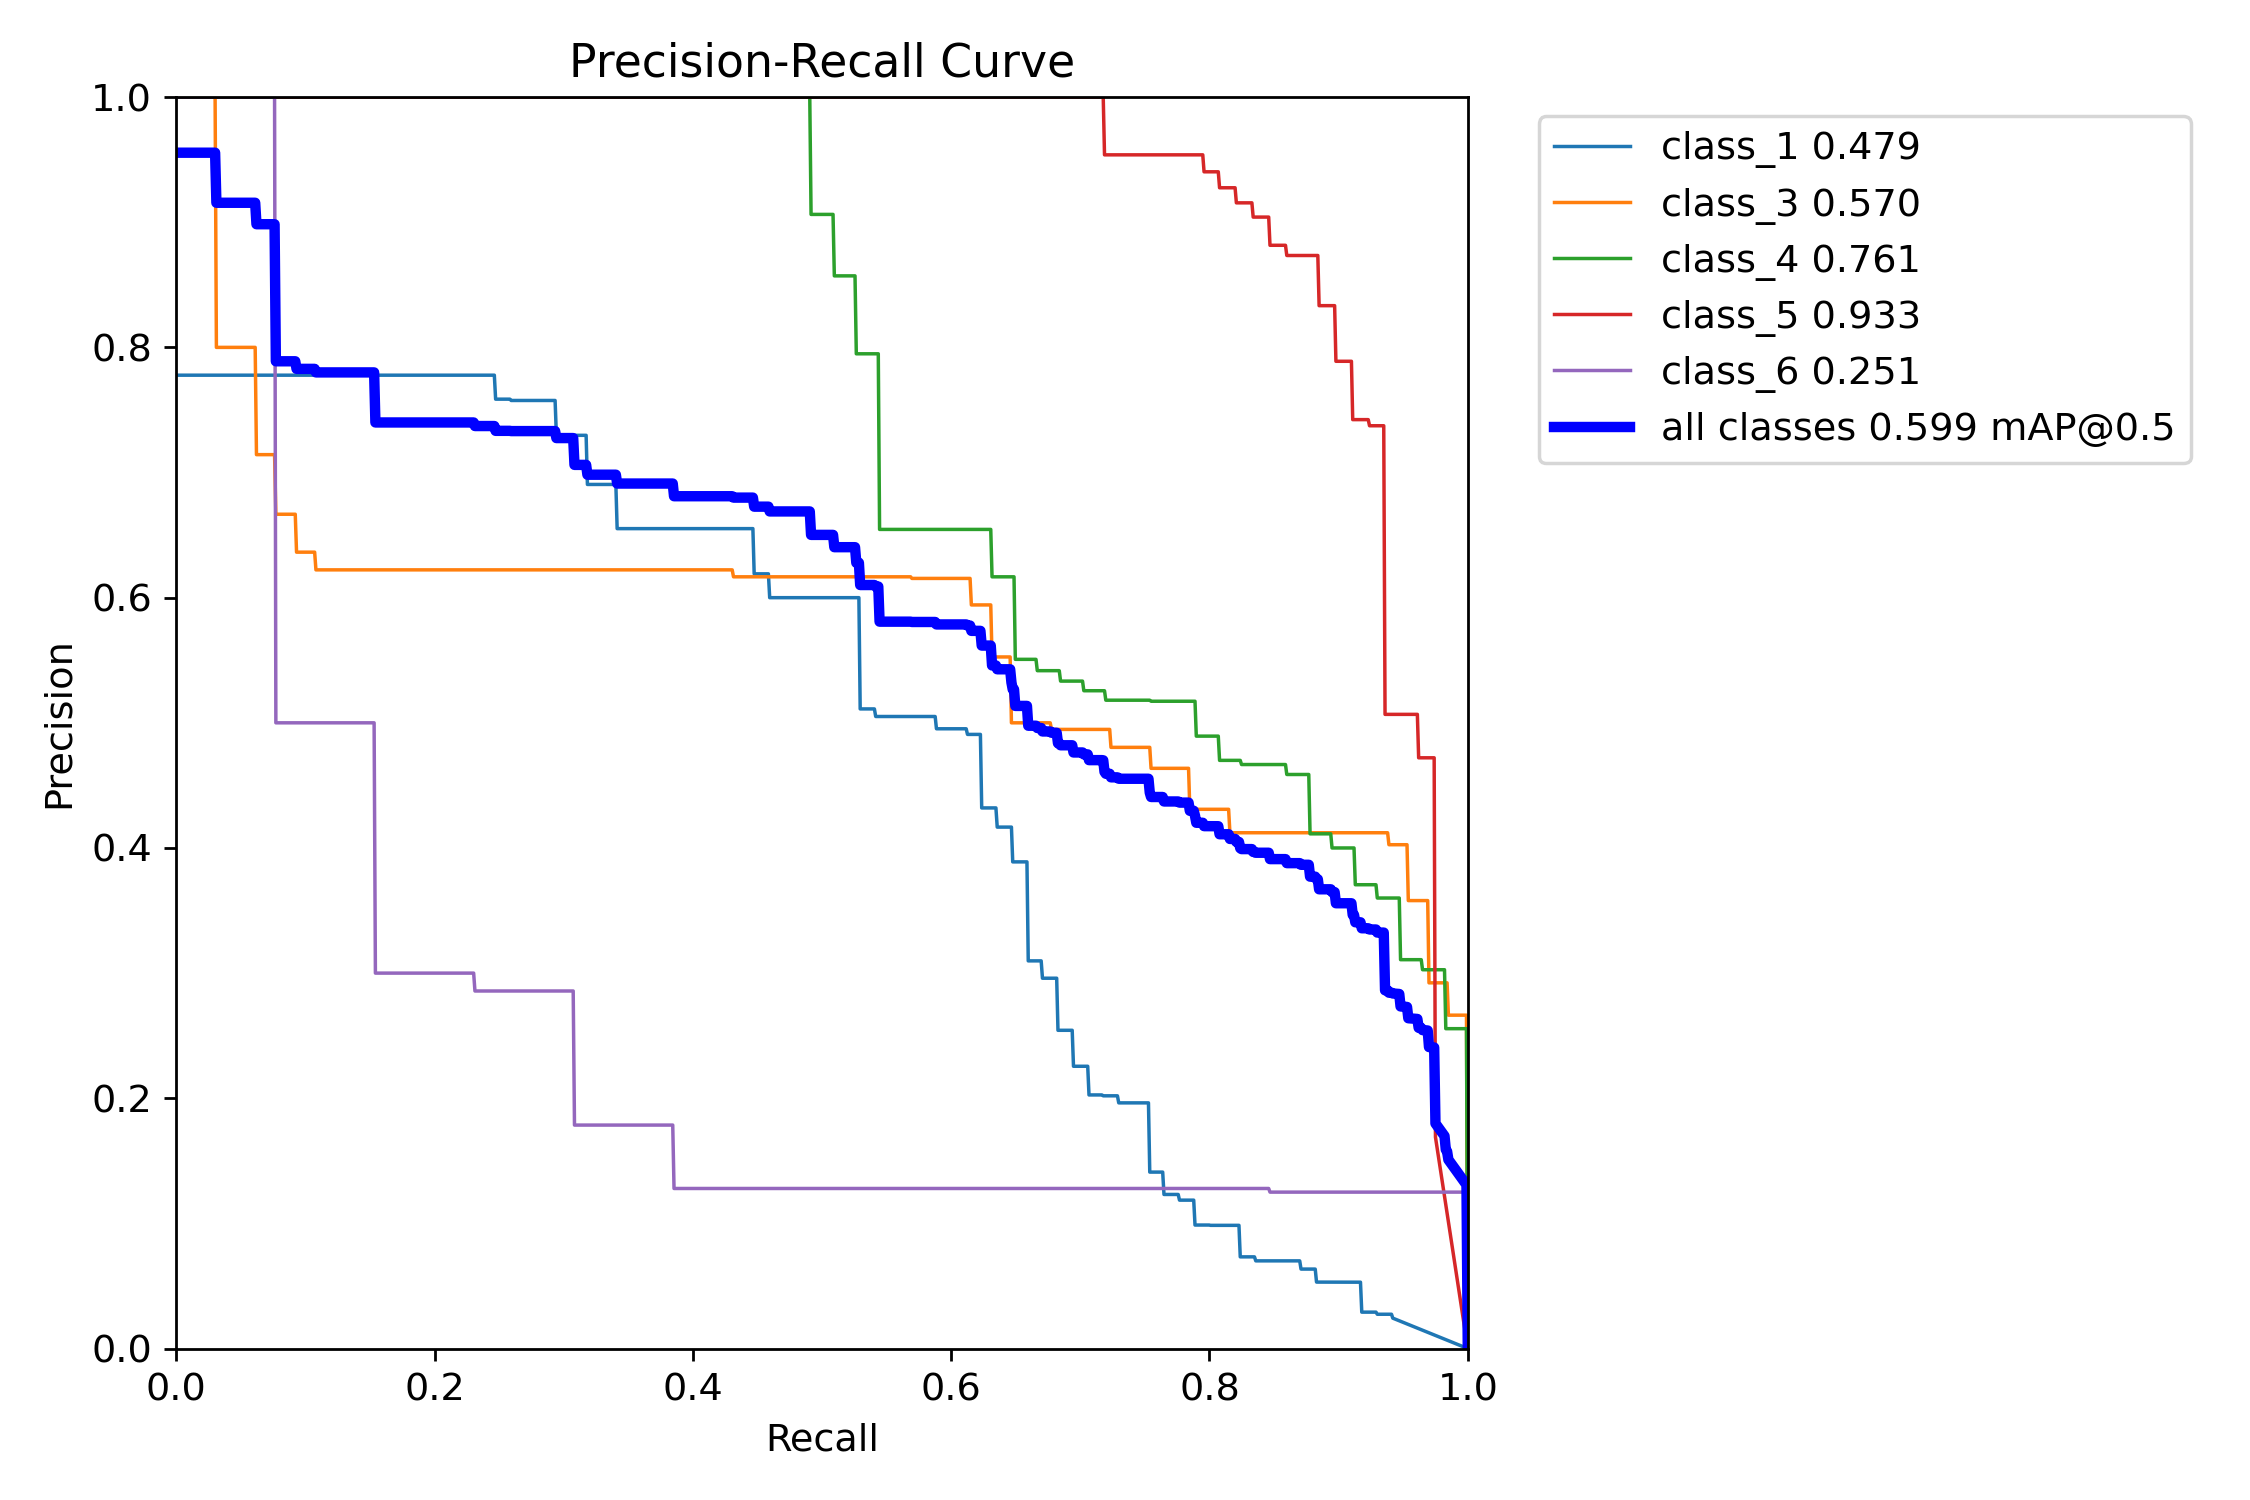 Precision-Recall Curve
1.0
0.8
0.6
0.4
0.2
0.0
Precision
0.0 0.2 0.4 0.6 0.8 1.0
Recall
class_1 0.479
class_3 0.570
class_4 0.761
class_5 0.933
class_6 0.251
all classes 0.599 mAP@0.5